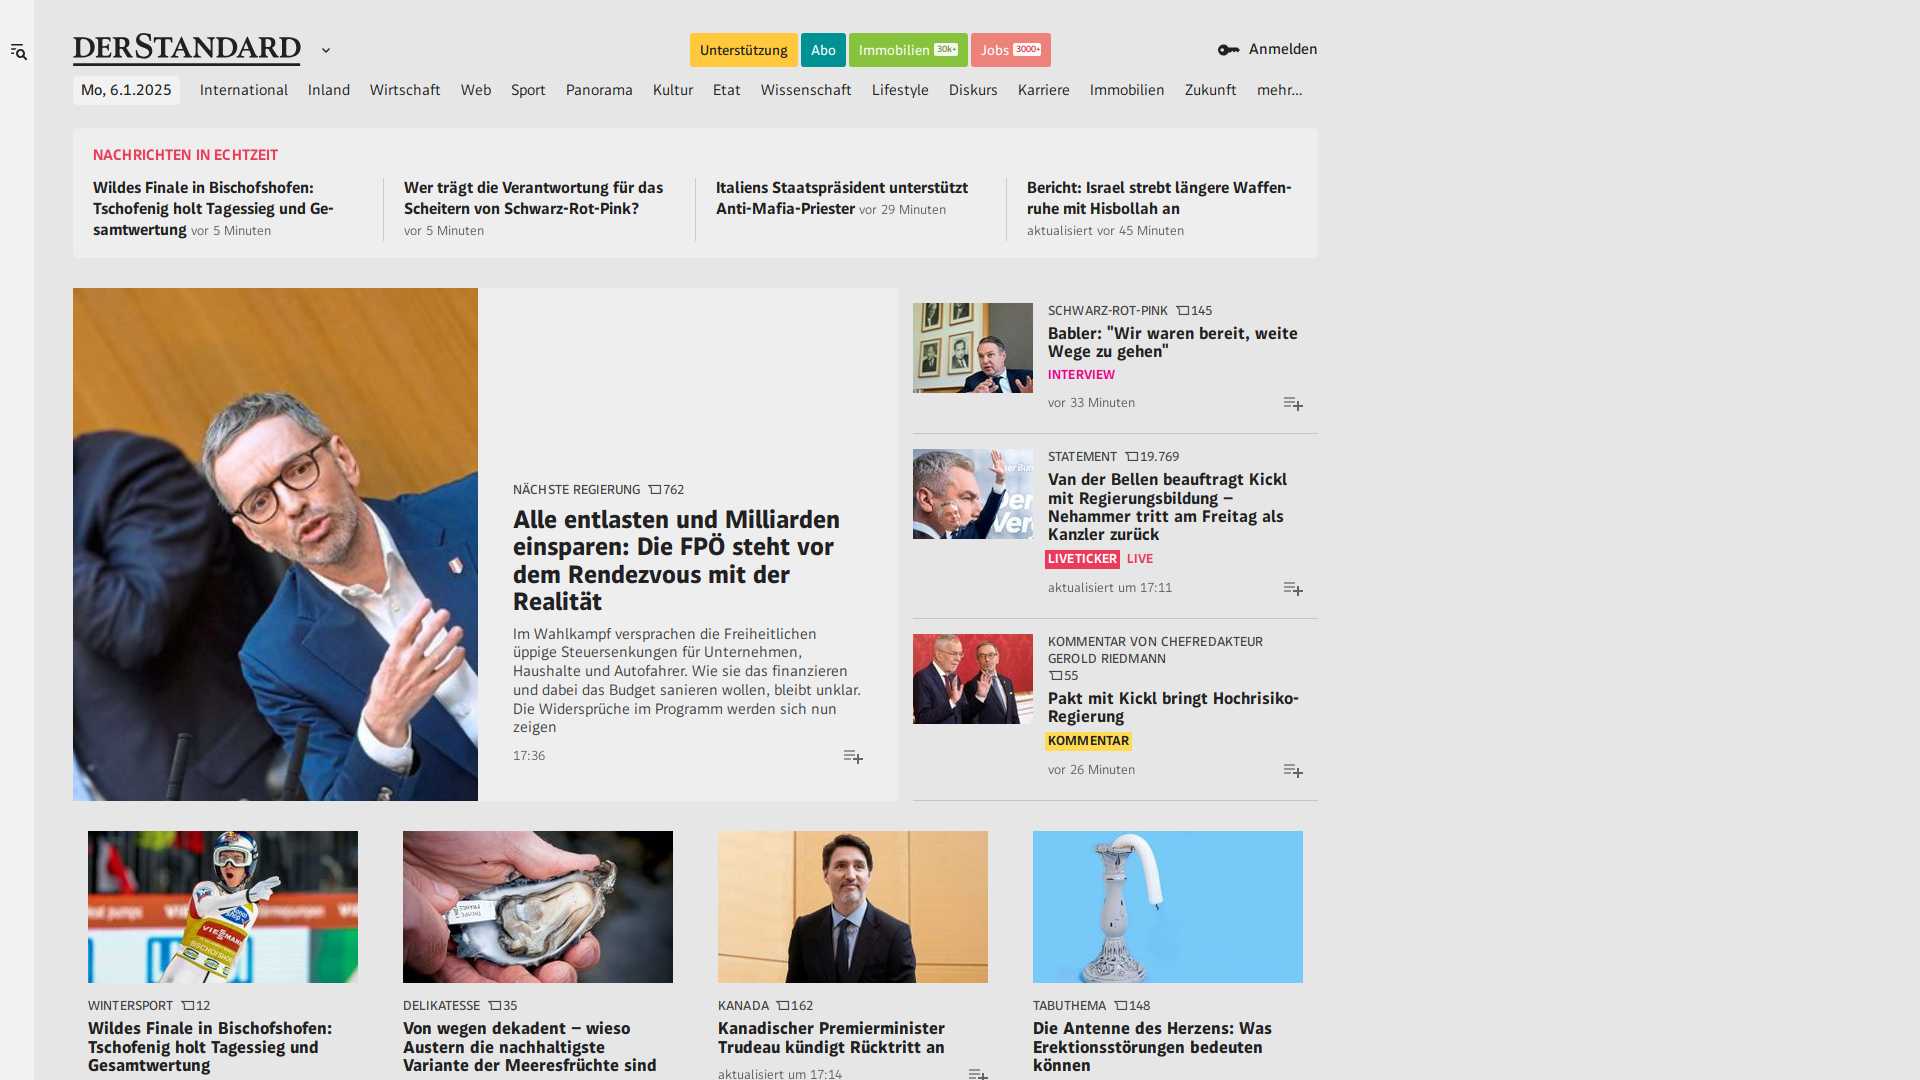 DERSTANDARD
Unterstützung
Abo
Immobilien 30k+
Jobs 3000+
Anmelden
Mo, 6.1.2025
International
Inland
Wirtschaft
Web
Sport
Panorama
Kultur
Etat
Wissenschaft
Lifestyle
Diskurs
Karriere
Immobilien
Zukunft
mehr…
NACHRICHTEN IN ECHTZEIT
Wildes Finale in Bischofshofen:
Tschofenig holt Tagessieg und Ge-
samtwertung vor 5 Minuten
Wer trägt die Verantwortung für das
Scheitern von Schwarz-Rot-Pink?
vor 5 Minuten
Italiens Staatspräsident unterstützt
Anti-Mafia-Priester vor 29 Minuten
Bericht: Israel strebt längere Waffen-
ruhe mit Hisbollah an
aktualisiert vor 45 Minuten
NÄCHSTE REGIERUNG 762
Alle entlasten und Milliarden
einsparen: Die FPÖ steht vor
dem Rendezvous mit der
Realität
Im Wahlkampf versprachen die Freiheitlichen
üppige Steuersenkungen für Unternehmen,
Haushalte und Autofahrer. Wie sie das finanzieren
und dabei das Budget sanieren wollen, bleibt unklar.
Die Widersprüche im Programm werden sich nun
zeigen
17:36
SCHWARZ-ROT-PINK 145
Babler: "Wir waren bereit, weite
Wege zu gehen"
INTERVIEW
vor 33 Minuten
STATEMENT 19.769
Van der Bellen beauftragt Kickl
mit Regierungsbildung –
Nehammer tritt am Freitag als
Kanzler zurück
LIVETICKER LIVE
aktualisiert um 17:11
KOMMENTAR VON CHEFREDAKTEUR
GEROLD RIEDMANN
55
Pakt mit Kickl bringt Hochrisiko-
Regierung
KOMMENTAR
vor 26 Minuten
VIESSMANN
BISCHOFSHOFEN
WINTERSPORT 12
Wildes Finale in Bischofshofen:
Tschofenig holt Tagessieg und
Gesamtwertung
DELIKATESSE 35
Von wegen dekadent – wieso
Austern die nachhaltigste
Variante der Meeresfrüchte sind
KANADA 162
Kanadischer Premierminister
Trudeau kündigt Rücktritt an
aktualisiert um 17:14
TABUTHEMA 148
Die Antenne des Herzens: Was
Erektionsstörungen bedeuten
können